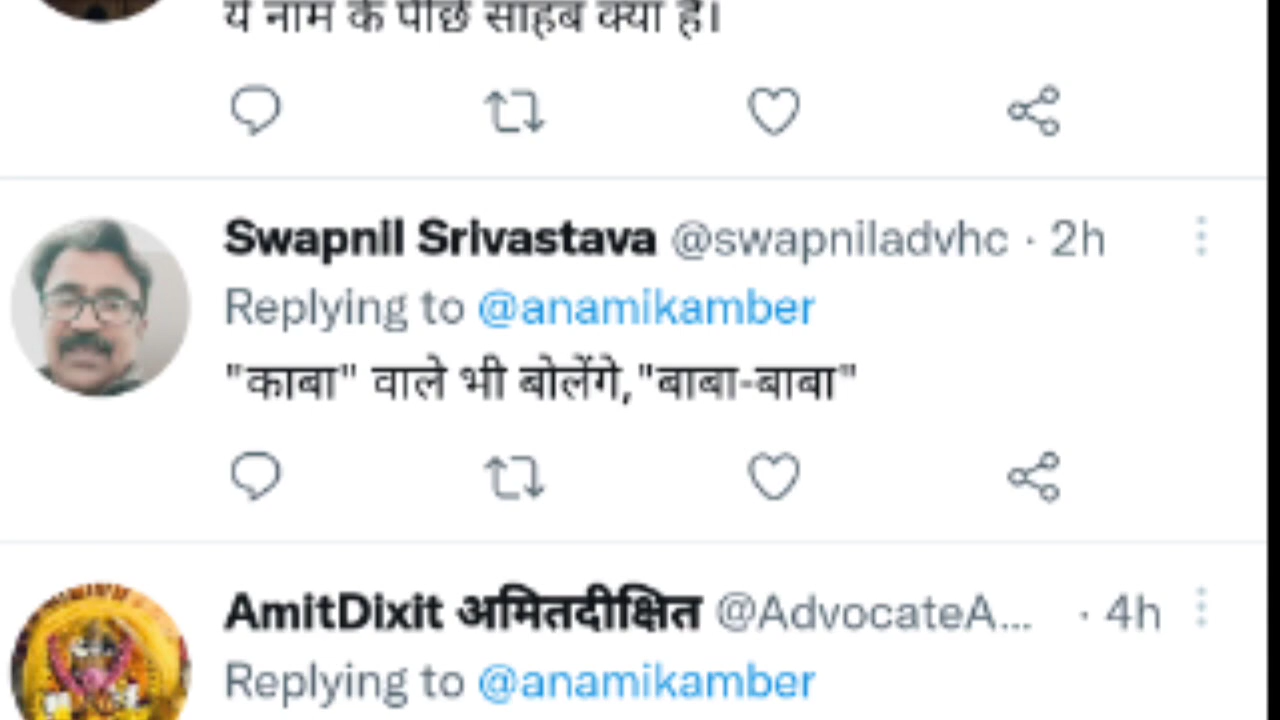 ये नाम के पीछे साहब क्या है।
Swapnil Srivastava @swapniladvhc · 2h
Replying to @anamikamber
"काबा" वाले भी बोलेंगे,"बाबा-बाबा"
AmitDixit अमितदीक्षित @AdvocateA... · 4h
Replying to @anamikamber